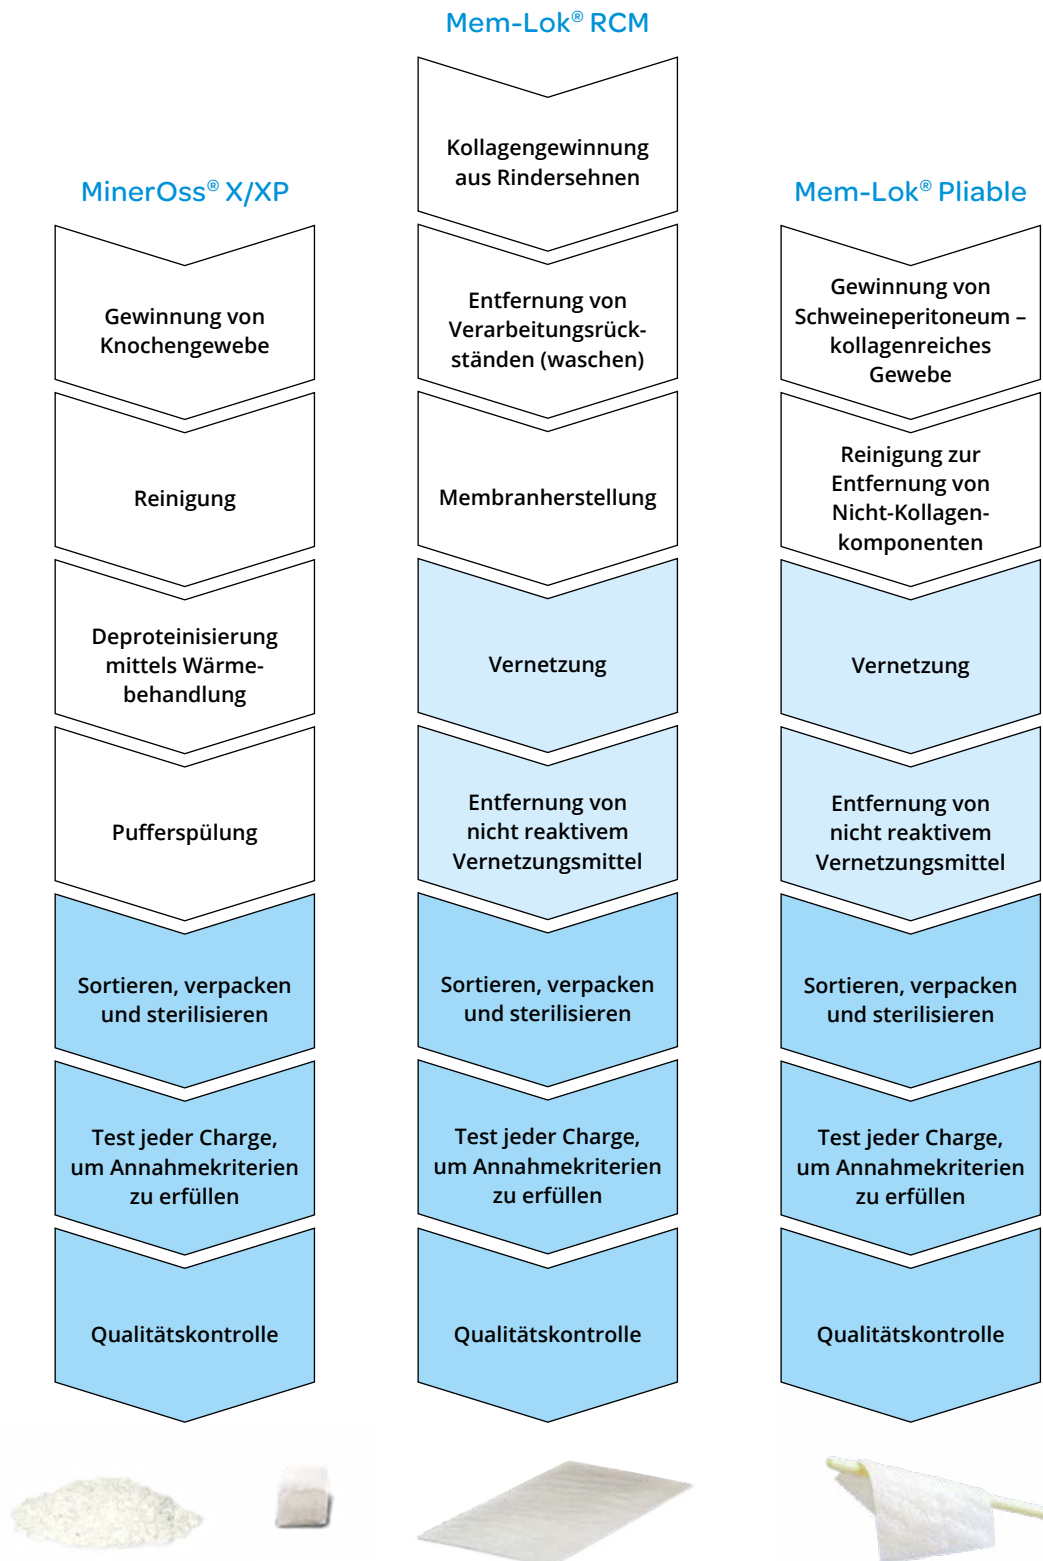 Mem-Lok® RCM
Kollagengewinnung
aus Rindersehnen
Entfernung von
Verarbeitungsrück-
ständen (waschen)
Membranherstellung
Vernetzung
Entfernung von
nicht reaktivem
Vernetzungsmittel
Sortieren, verpacken
und sterilisieren
Test jeder Charge,
um Annahmekriterien
zu erfüllen
Qualitätskontrolle
MinerOss® X/XP
Gewinnung von
Knochengewebe
Reinigung
Deproteinisierung
mittels Wärme-
behandlung
Pufferspülung
Sortieren, verpacken
und sterilisieren
Test jeder Charge,
um Annahmekriterien
zu erfüllen
Qualitätskontrolle
Mem-Lok® Pliable
Gewinnung von
Schweineperitoneum –
kollagenreiches
Gewebe
Reinigung zur
Entfernung von
Nicht-Kollagen-
komponenten
Vernetzung
Entfernung von
nicht reaktivem
Vernetzungsmittel
Sortieren, verpacken
und sterilisieren
Test jeder Charge,
um Annahmekriterien
zu erfüllen
Qualitätskontrolle